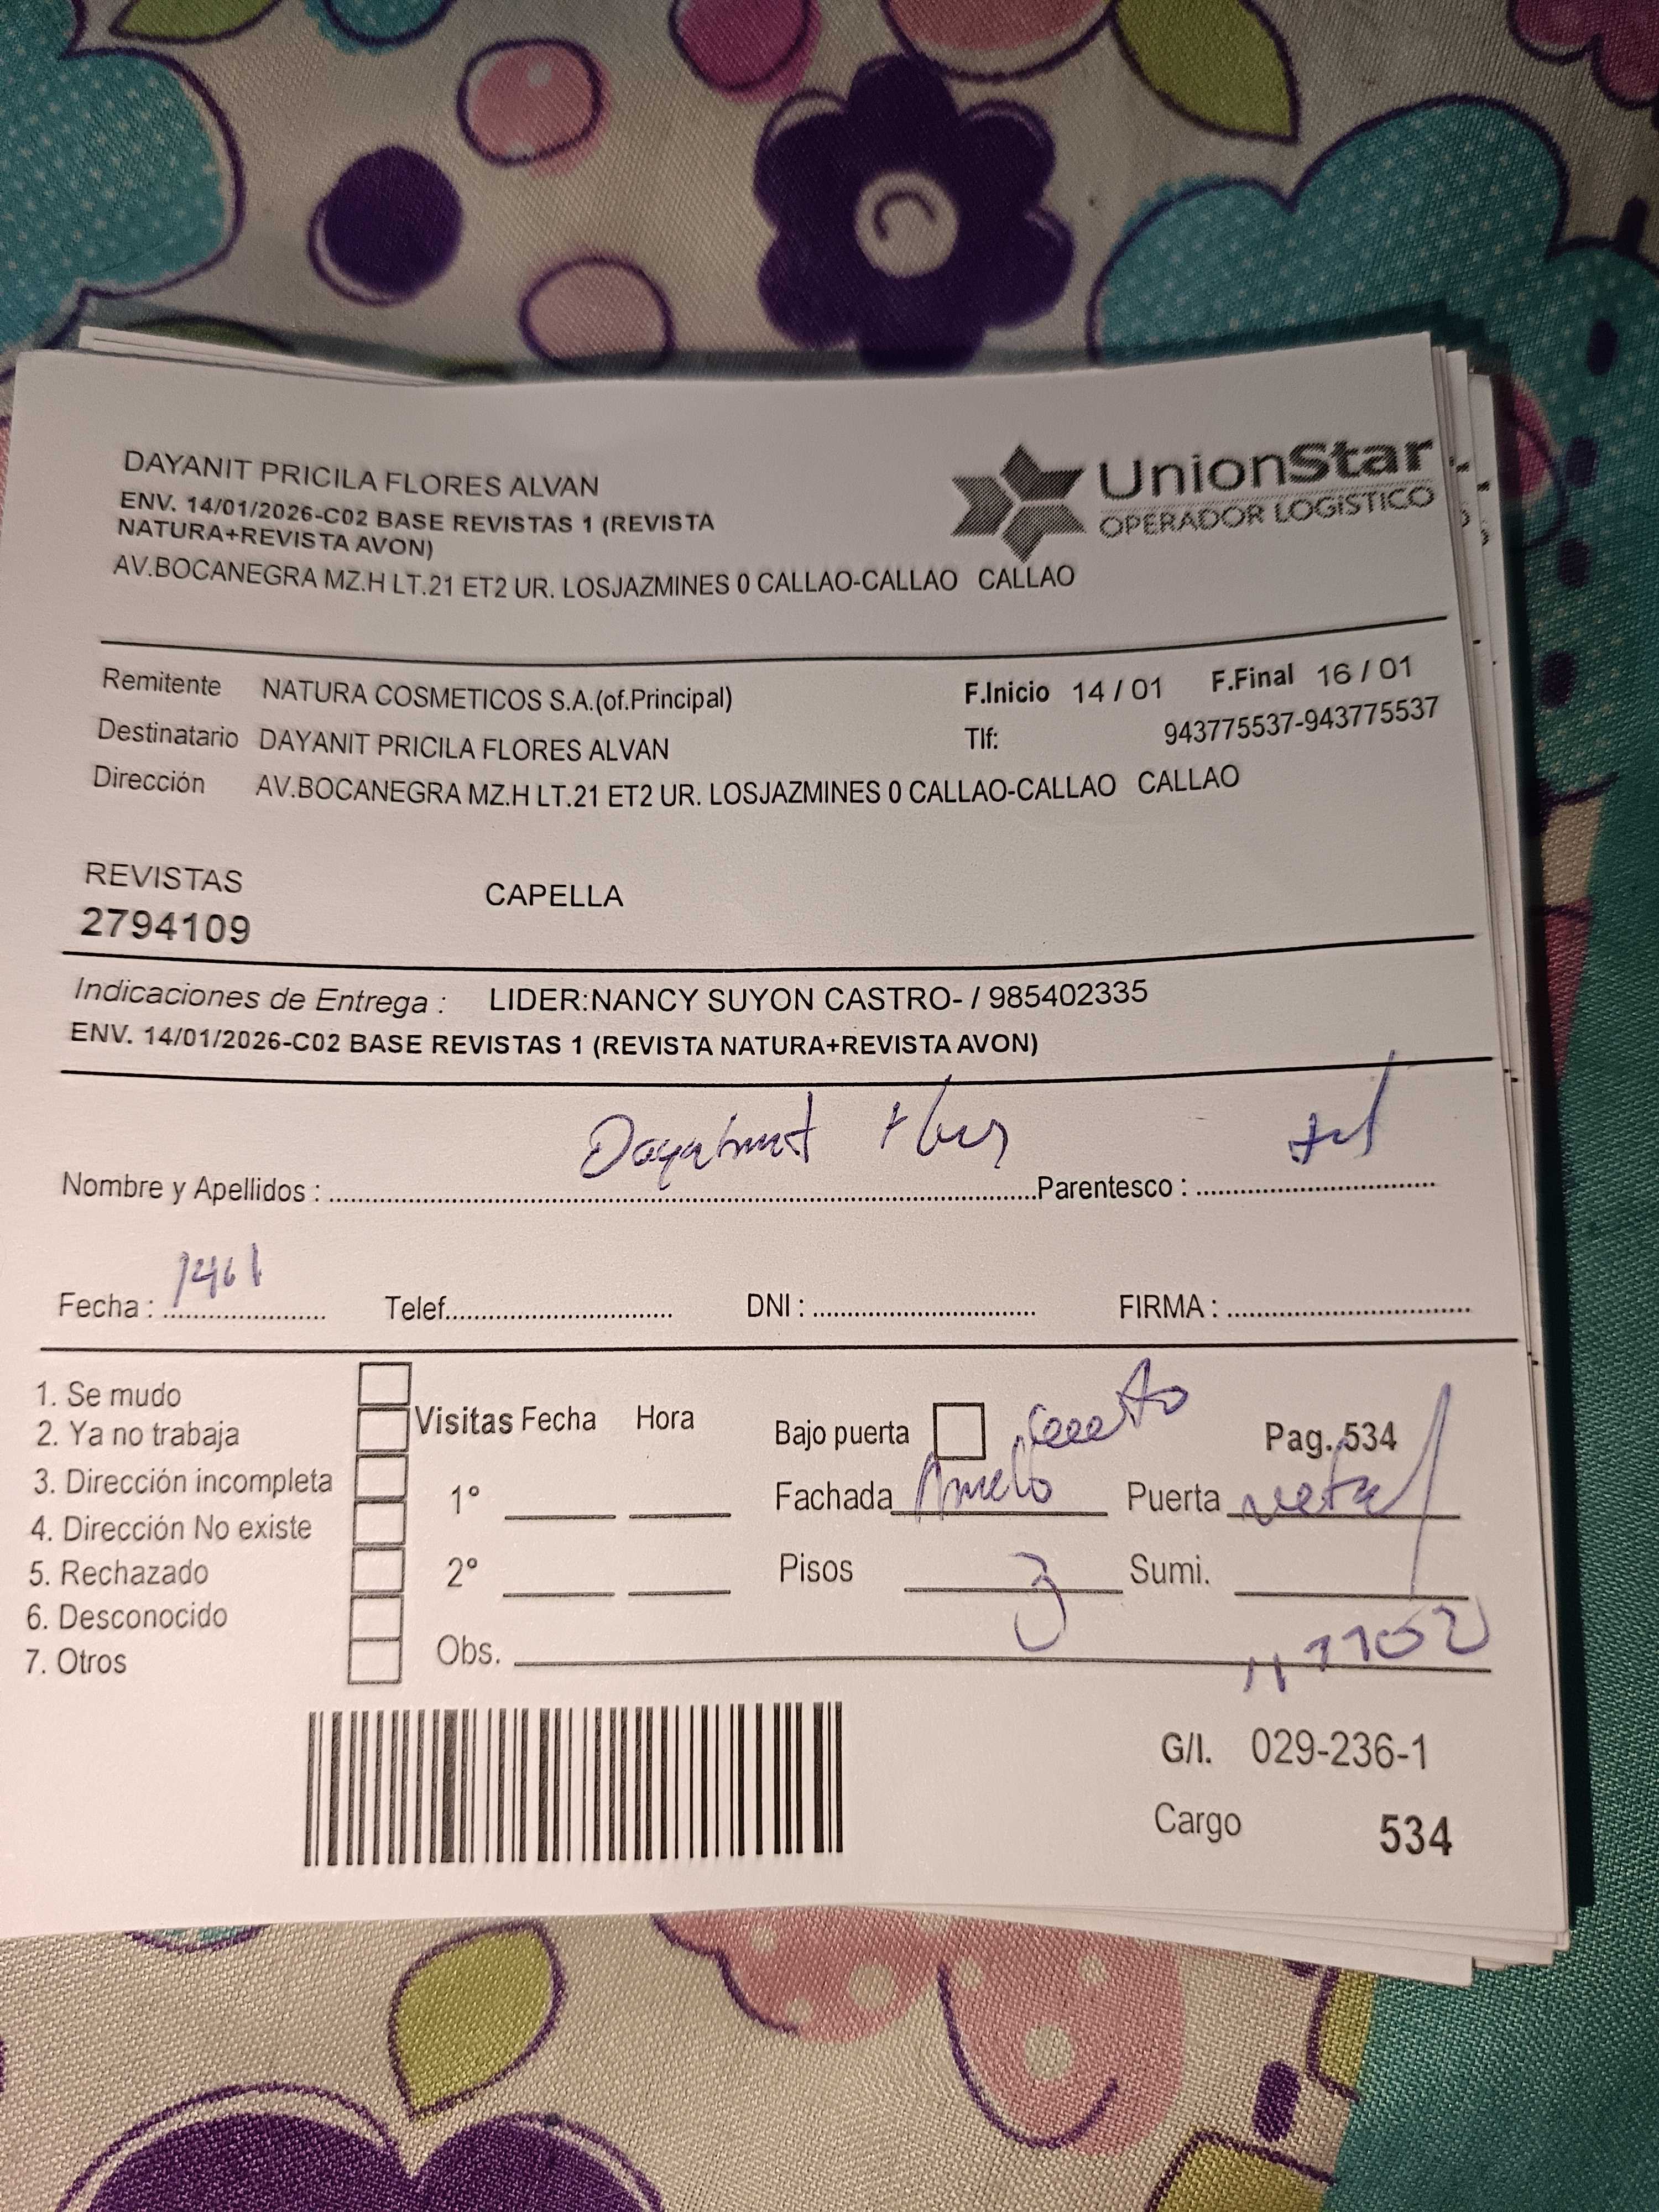 DAYANIT PRICILA FLORES ALVAN
ENV. 14/01/2026-C02 BASE REVISTAS 1 (REVISTA
NATURA+REVISTA AVON)
AV.BOCANEGRA MZ.H LT.21 ET2 UR. LOSJAZMINES 0 CALLAO-CALLAO CALLAO
UnionStar
OPERADOR LOGÍSTICO
Remitente NATURA COSMETICOS S.A.(of.Principal) F.Inicio 14 / 01 F.Final 16 / 01
Destinatario DAYANIT PRICILA FLORES ALVAN Tlf: 943775537-943775537
Dirección AV.BOCANEGRA MZ.H LT.21 ET2 UR. LOSJAZMINES 0 CALLAO-CALLAO CALLAO
REVISTAS CAPELLA
2794109
Indicaciones de Entrega : LIDER:NANCY SUYON CASTRO- / 985402335
ENV. 14/01/2026-C02 BASE REVISTAS 1 (REVISTA NATURA+REVISTA AVON)
Nombre y Apellidos : Parentesco :
Fecha : Telef. DNI : FIRMA :
1. Se mudo
2. Ya no trabaja
3. Dirección incompleta
4. Dirección No existe
5. Rechazado
6. Desconocido
7. Otros
Visitas Fecha Hora
1°
2°
Obs.
Bajo puerta Pag. 534
Fachada Puerta
Pisos 3 Sumi.
G/I. 029-236-1
Cargo 534